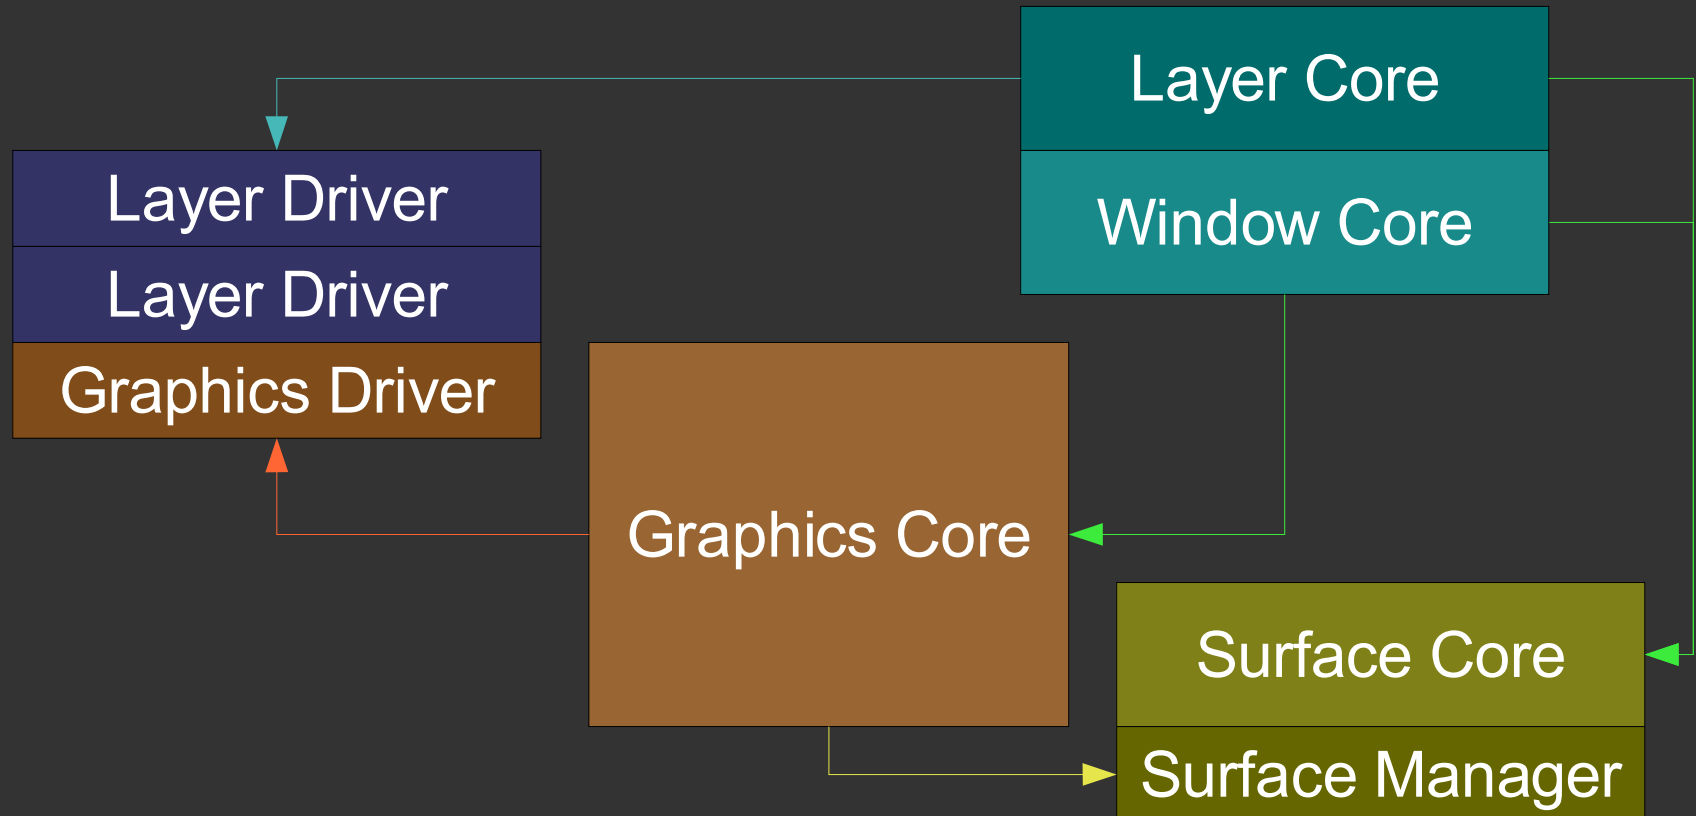 Layer Core
Layer Driver
Window Core
Layer Driver
Graphics Driver
Graphics Core
Surface Core
Surface Manager